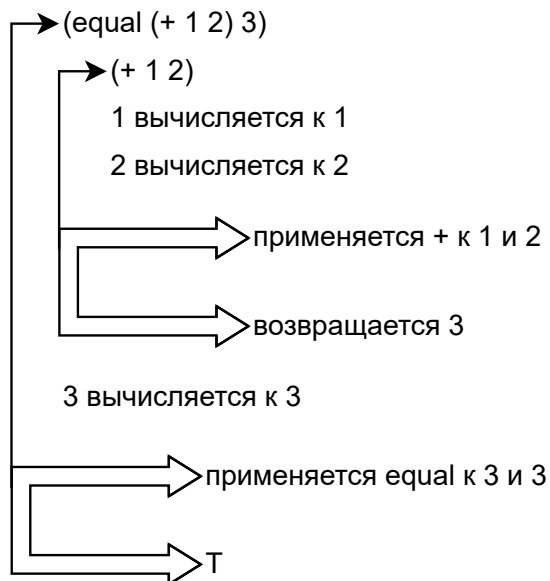 (equal (+ 1 2) 3)
(+ 1 2)
1 вычисляется к 1
2 вычисляется к 2
применяется + к 1 и 2
возвращается 3
3 вычисляется к 3
применяется equal к 3 и 3
T